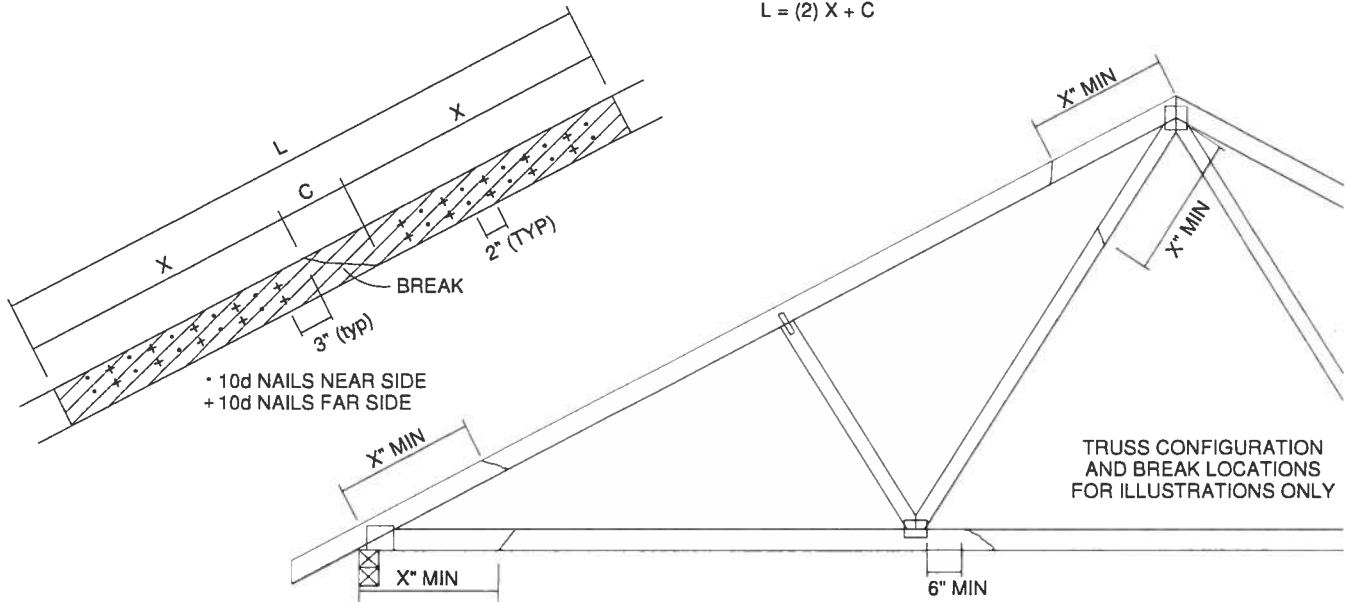 L = (2) X + C
X" MIN
X
L
C
X
2" (TYP)
X" MIN
BREAK
3" (typ)
• 10d NAILS NEAR SIDE
+ 10d NAILS FAR SIDE
X" MIN
TRUSS CONFIGURATION
AND BREAK LOCATIONS
FOR ILLUSTRATIONS ONLY
X" MIN
6" MIN